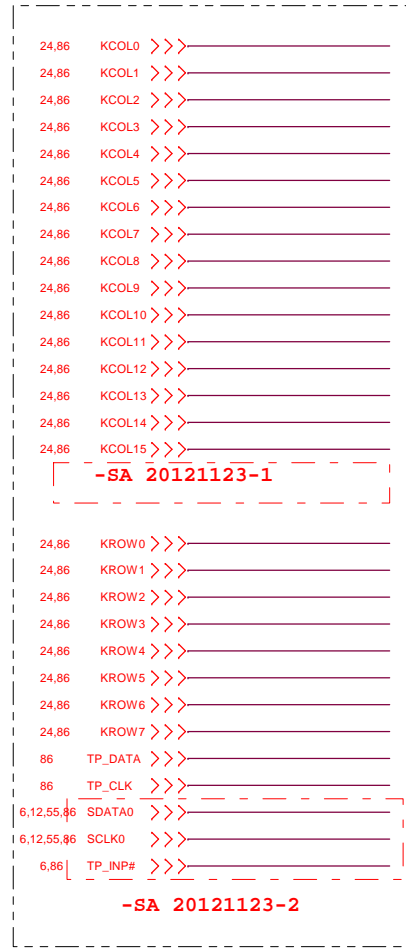 24,86 KCOL0
24,86 KCOL1
24,86 KCOL2
24,86 KCOL3
24,86 KCOL4
24,86 KCOL5
24,86 KCOL6
24,86 KCOL7
24,86 KCOL8
24,86 KCOL9
24,86 KCOL10
24,86 KCOL11
24,86 KCOL12
24,86 KCOL13
24,86 KCOL14
24,86 KCOL15
-SA 20121123-1
24,86 KROW0
24,86 KROW1
24,86 KROW2
24,86 KROW3
24,86 KROW4
24,86 KROW5
24,86 KROW6
24,86 KROW7
86 TP_DATA
86 TP_CLK
6,12,55,86 SDATA0
6,12,55,86 SCLK0
6,86 TP_INP#
-SA 20121123-2